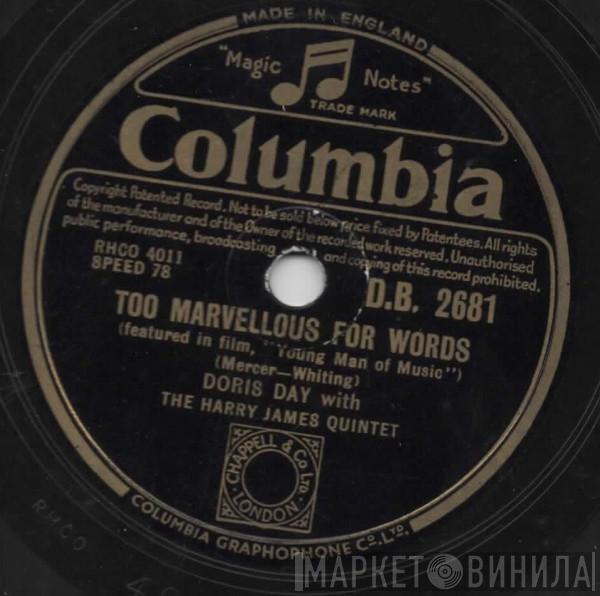 MADE IN ENGLAND
"Magic Notes"
TRADE MARK
Columbia
Copyright Patented Record. Not to be sold below price fixed by Patentees. All rights
of the manufacturer and of the Owner of the recorded work reserved. Unauthorised
public performance, broadcasting and copying of this record prohibited.
RHCO 4011
SPEED 78
D.B. 2681
TOO MARVELLOUS FOR WORDS
(featured in film, "Young Man of Music")
(Mercer—Whiting)
DORIS DAY with
THE HARRY JAMES QUINTET
CHAPPELL & Co LTD.
LONDON
COLUMBIA GRAPHOPHONE Co., LTD.
RHCO
МАРКЕТ ВИНИЛА